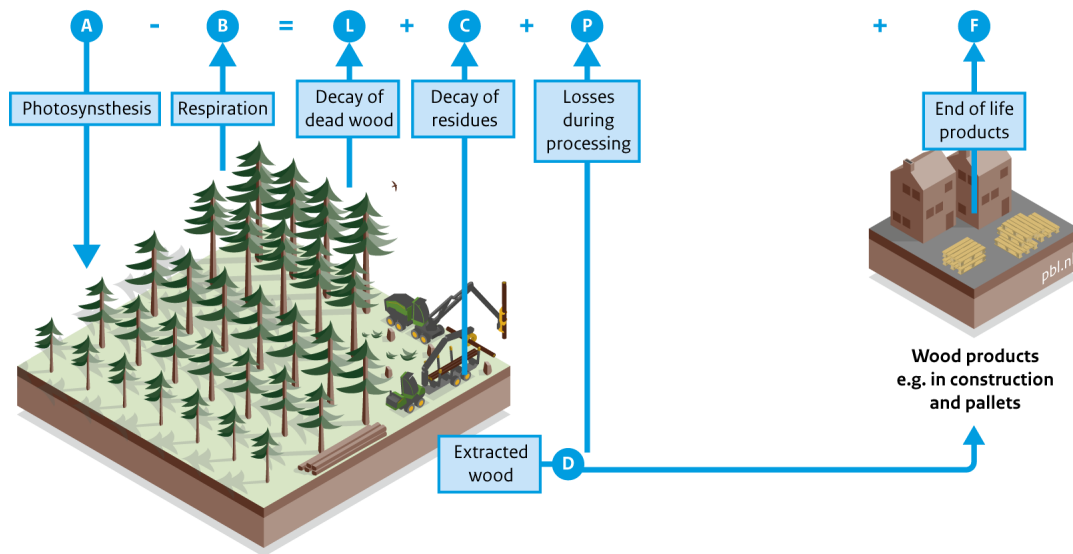 A - B = L + C + P + F
Photosynsthesis
Respiration
Decay of
dead wood
Decay of
residues
Losses
during
processing
End of life
products
pbl.n
Wood products
e.g. in construction
and pallets
Extracted
wood
D